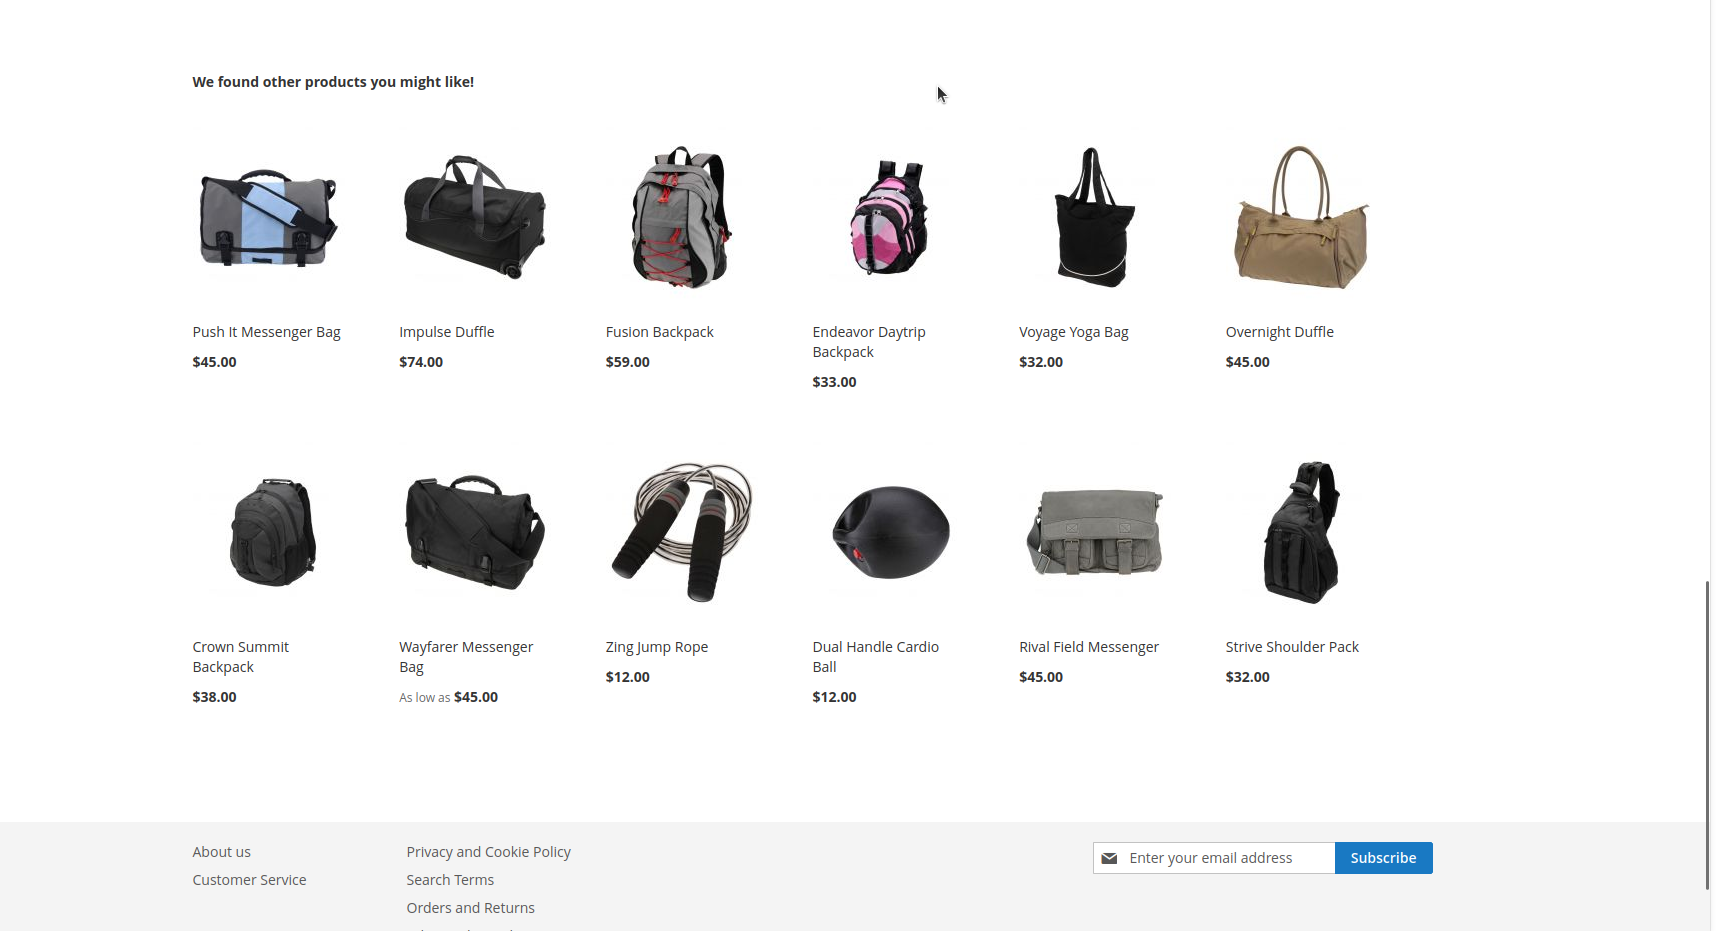 We found other products you might like!
Push It Messenger Bag
$45.00
Impulse Duffle
$74.00
Fusion Backpack
$59.00
Endeavor Daytrip
Backpack
$33.00
Voyage Yoga Bag
$32.00
Overnight Duffle
$45.00
Crown Summit
Backpack
$38.00
Wayfarer Messenger
Bag
As low as $45.00
Zing Jump Rope
$12.00
Dual Handle Cardio
Ball
$12.00
Rival Field Messenger
$45.00
Strive Shoulder Pack
$32.00
About us
Customer Service
Privacy and Cookie Policy
Search Terms
Orders and Returns
Enter your email address
Subscribe